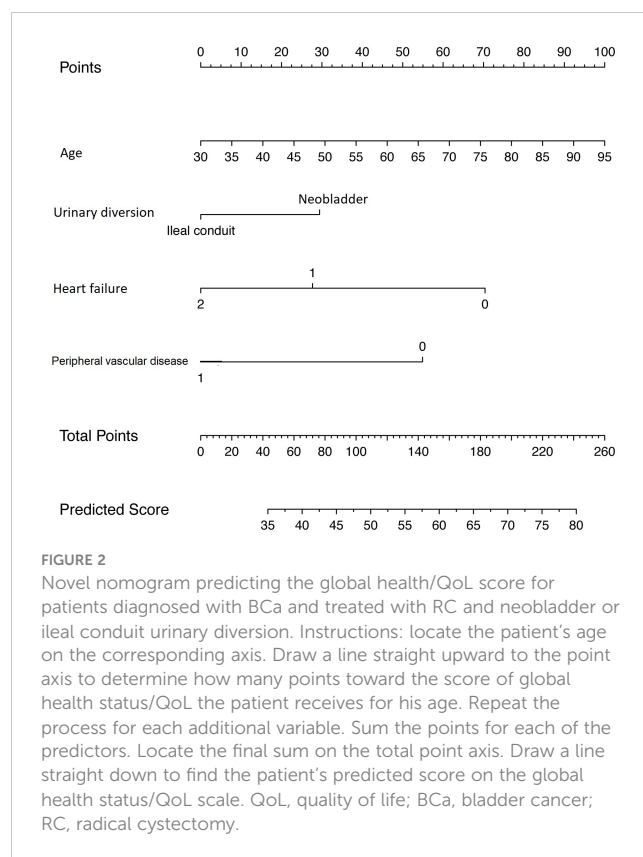 0 10 20 30 40 50 60 70 80 90 100
Points
Age
30 35 40 45 50 55 60 65 70 75 80 85 90 95
Neobladder
Urinary diversion
Ileal conduit
1
Heart failure
2 0
0
Peripheral vascular disease
1
Total Points
0 20 40 60 80 100 140 180 220 260
Predicted Score
35 40 45 50 55 60 65 70 75 80
FIGURE 2
Novel nomogram predicting the global health/QoL score for
patients diagnosed with BCa and treated with RC and neobladder or
ileal conduit urinary diversion. Instructions: locate the patient's age
on the corresponding axis. Draw a line straight upward to the point
axis to determine how many points toward the score of global
health status/QoL the patient receives for his age. Repeat the
process for each additional variable. Sum the points for each of the
predictors. Locate the final sum on the total point axis. Draw a line
straight down to find the patient's predicted score on the global
health status/QoL scale. QoL, quality of life; BCa, bladder cancer;
RC, radical cystectomy.